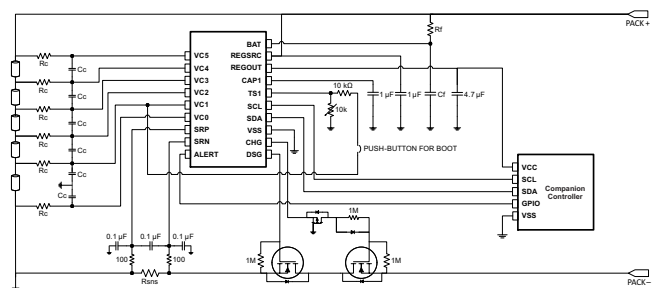 PACK +
Rf
BAT
REGSRC
REGOUT
CAP1
TS1
SCL
SDA
VSS
CHG
DSG
VC5
VC4
VC3
VC2
VC1
VC0
SRP
SRN
ALERT
Rc
Cc
Rc
Cc
Rc
Cc
Rc
Cc
Rc
Cc
Cc
Rc
10 kΩ
10k
1 µF
1 µF
Cf
4.7 µF
PUSH-BUTTON FOR BOOT
VCC
SCL
SDA
GPIO
VSS
Companion
Controller
0.1 µF
0.1 µF
0.1 µF
100
100
Rsns
1M
1M
1M
PACK–